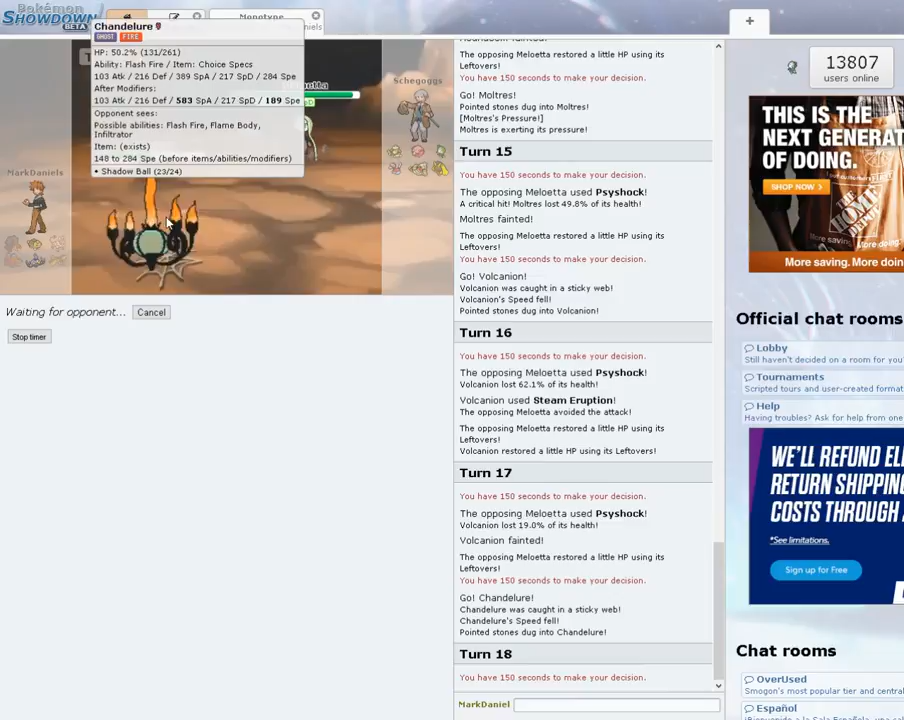 Pokémon
SHOWDOWN
BETA
Monotype
Chandelure
GHOST FIRE
HP: 50.2% (131/261)
Ability: Flash Fire / Item: Choice Specs
103 Atk / 216 Def / 389 SpA / 217 SpD / 284 Spe
After Modifiers:
103 Atk / 216 Def / 583 SpA / 217 SpD / 189 Spe
Opponent sees:
Possible abilities: Flash Fire, Flame Body,
Infiltrator
Item: (exists)
148 to 284 Spe (before items/abilities/modifiers)
• Shadow Ball (23/24)
MarkDaniels
Schegoggs
Waiting for opponent... Cancel
Stop timer
The opposing Meloetta restored a little HP using its
Leftovers!
You have 150 seconds to make your decision.
Go! Moltres!
Pointed stones dug into Moltres!
[Moltres's Pressure!]
Moltres is exerting its pressure!
Turn 15
You have 150 seconds to make your decision.
The opposing Meloetta used Psyshock!
A critical hit! Moltres lost 49.8% of its health!
Moltres fainted!
The opposing Meloetta restored a little HP using its
Leftovers!
You have 150 seconds to make your decision.
Go! Volcanion!
Volcanion was caught in a sticky web!
Volcanion's Speed fell!
Pointed stones dug into Volcanion!
Turn 16
You have 150 seconds to make your decision.
The opposing Meloetta used Psyshock!
Volcanion lost 62.1% of its health!
Volcanion used Steam Eruption!
The opposing Meloetta avoided the attack!
The opposing Meloetta restored a little HP using its
Leftovers!
Volcanion restored a little HP using its Leftovers!
Turn 17
You have 150 seconds to make your decision.
The opposing Meloetta used Psyshock!
Volcanion lost 19.0% of its health!
Volcanion fainted!
The opposing Meloetta restored a little HP using its
Leftovers!
You have 150 seconds to make your decision.
Go! Chandelure!
Chandelure was caught in a sticky web!
Chandelure's Speed fell!
Pointed stones dug into Chandelure!
Turn 18
You have 150 seconds to make your decision.
MarkDaniel
+
13807
users online
THIS IS THE
NEXT GENERAT
OF DOING.
SHOP NOW
THE HOME DEPOT
More saving. More doin
Official chat rooms
Lobby
Still haven't decided on a room for you?
Tournaments
Scripted tours and user-created format
Help
Having troubles? Ask for help from one
WE'LL REFUND EL
RETURN SHIPPING
COSTS THROUGH
*See limitations.
Sign up for Free
Chat rooms
OverUsed
Smogon's most popular tier and central
Español